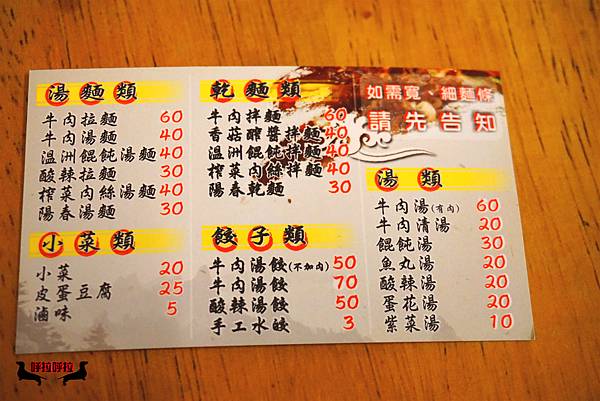 湯麵類
牛肉拉麵 60
牛肉湯麵 40
溫洲餛飩湯麵 40
酸辣拉麵 30
榨菜肉絲湯麵 40
陽春湯麵 30
小菜類
小菜 20
皮蛋豆腐 25
滷味 5
乾麵類
牛肉拌麵 60
香菇酢醬拌麵 40
溫洲餛飩拌麵 40
榨菜肉絲拌麵 40
陽春乾麵 30
餃子類
牛肉湯餃(不加肉) 50
牛肉湯餃 70
酸辣湯餃 50
手工水餃 3
如需寬 細麵條
請先告知
湯類
牛肉湯(有肉) 60
牛肉清湯 20
餛飩湯 30
魚丸湯 20
酸辣湯 20
蛋花湯 20
紫菜湯 10
呼拉呼拉